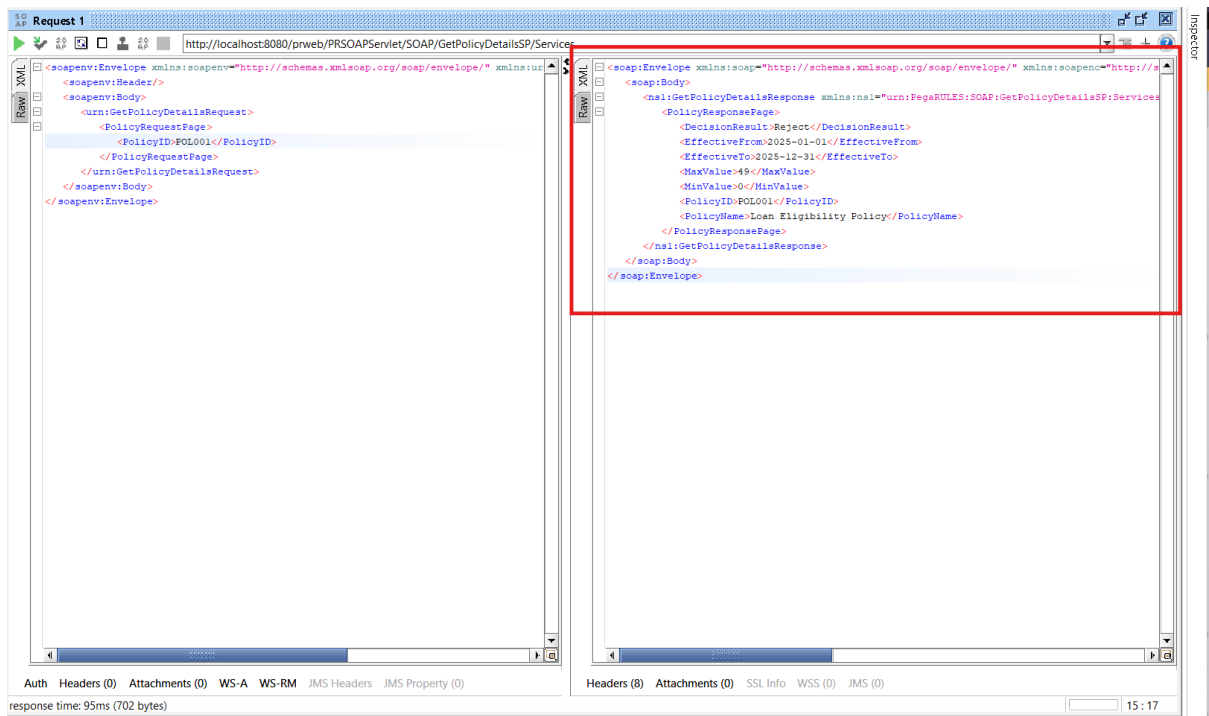 SO AP Request 1
http://localhost:8080/prweb/PRSOAPServlet/SOAP/GetPolicyDetailsSP/Services
Inspector
XML
Raw
<soapenv:Envelope xmlns:soapenv="http://schemas.xmlsoap.org/soap/envelope/" xmlns:ur
<soapenv:Header/>
<soapenv:Body>
<urn:GetPolicyDetailsRequest>
<PolicyRequestPage>
<PolicyID>POL001</PolicyID>
</PolicyRequestPage>
</urn:GetPolicyDetailsRequest>
</soapenv:Body>
</soapenv:Envelope>
XML
Raw
<soap:Envelope xmlns:soap="http://schemas.xmlsoap.org/soap/envelope/" xmlns:soapenc="http://s
<soap:Body>
<ns1:GetPolicyDetailsResponse xmlns:ns1="urn:PegaRULES:SOAP:GetPolicyDetailsSP:Services
<PolicyResponsePage>
<DecisionResult>Reject</DecisionResult>
<EffectiveFrom>2025-01-01</EffectiveFrom>
<EffectiveTo>2025-12-31</EffectiveTo>
<MaxValue>49</MaxValue>
<MinValue>0</MinValue>
<PolicyID>POL001</PolicyID>
<PolicyName>Loan Eligibility Policy</PolicyName>
</PolicyResponsePage>
</ns1:GetPolicyDetailsResponse>
</soap:Body>
</soap:Envelope>
Auth Headers (0) Attachments (0) WS-A WS-RM JMS Headers JMS Property (0)
Headers (8) Attachments (0) SSL Info WSS (0) JMS (0)
response time: 95ms (702 bytes)
15 : 17